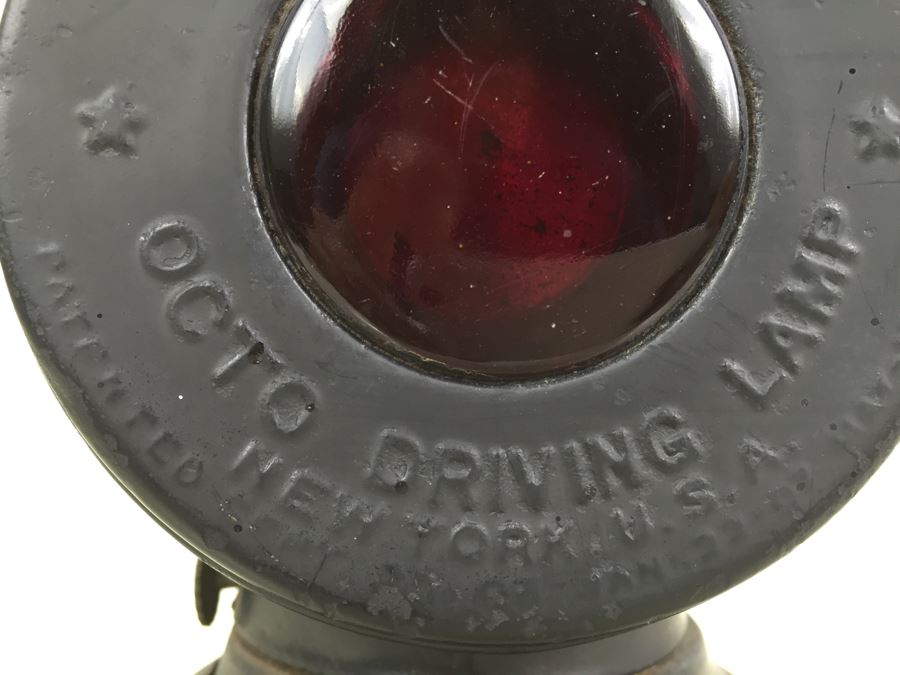 OCTO DRIVING LAMP
NEW YORK, U.S.A.
PATENTED